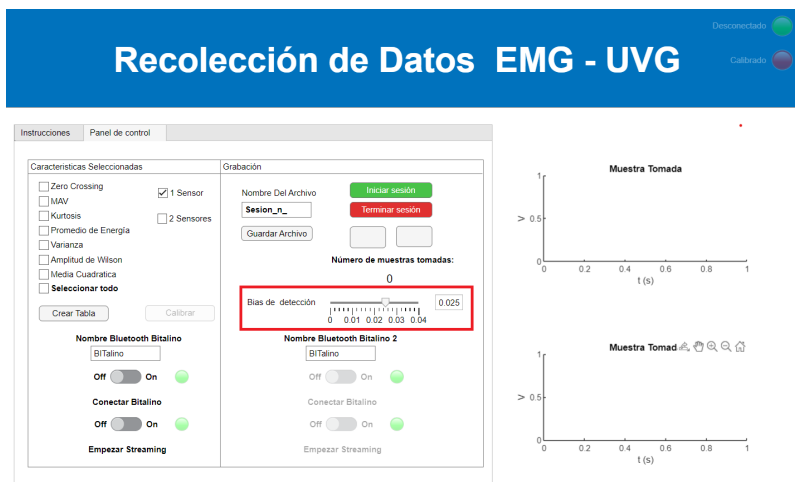 Desconectado
Recolección de Datos EMG - UVG
Calibrado
Instrucciones
Panel de control
Caracteristicas Seleccionadas
Zero Crossing
MAV
Kurtosis
Promedio de Energía
Varianza
Amplitud de Wilson
Media Cuadratica
Seleccionar todo
1 Sensor
2 Sensores
Crear Tabla
Calibrar
Grabación
Nombre Del Archivo
Sesion_n_
Guardar Archivo
Iniciar sesión
Terminar sesión
Número de muestras tomadas:
0
Bias de detección
0 0.01 0.02 0.03 0.04
0.025
Nombre Bluetooth Bitalino
BITalino
Off On
Conectar Bitalino
Off On
Empezar Streaming
Nombre Bluetooth Bitalino 2
BITalino
Off On
Conectar Bitalino
Off On
Empezar Streaming
Muestra Tomada
1
0.5
0
V
0 0.2 0.4 0.6 0.8 1
t (s)
Muestra Tomad
1
0.5
0
V
0 0.2 0.4 0.6 0.8 1
t (s)